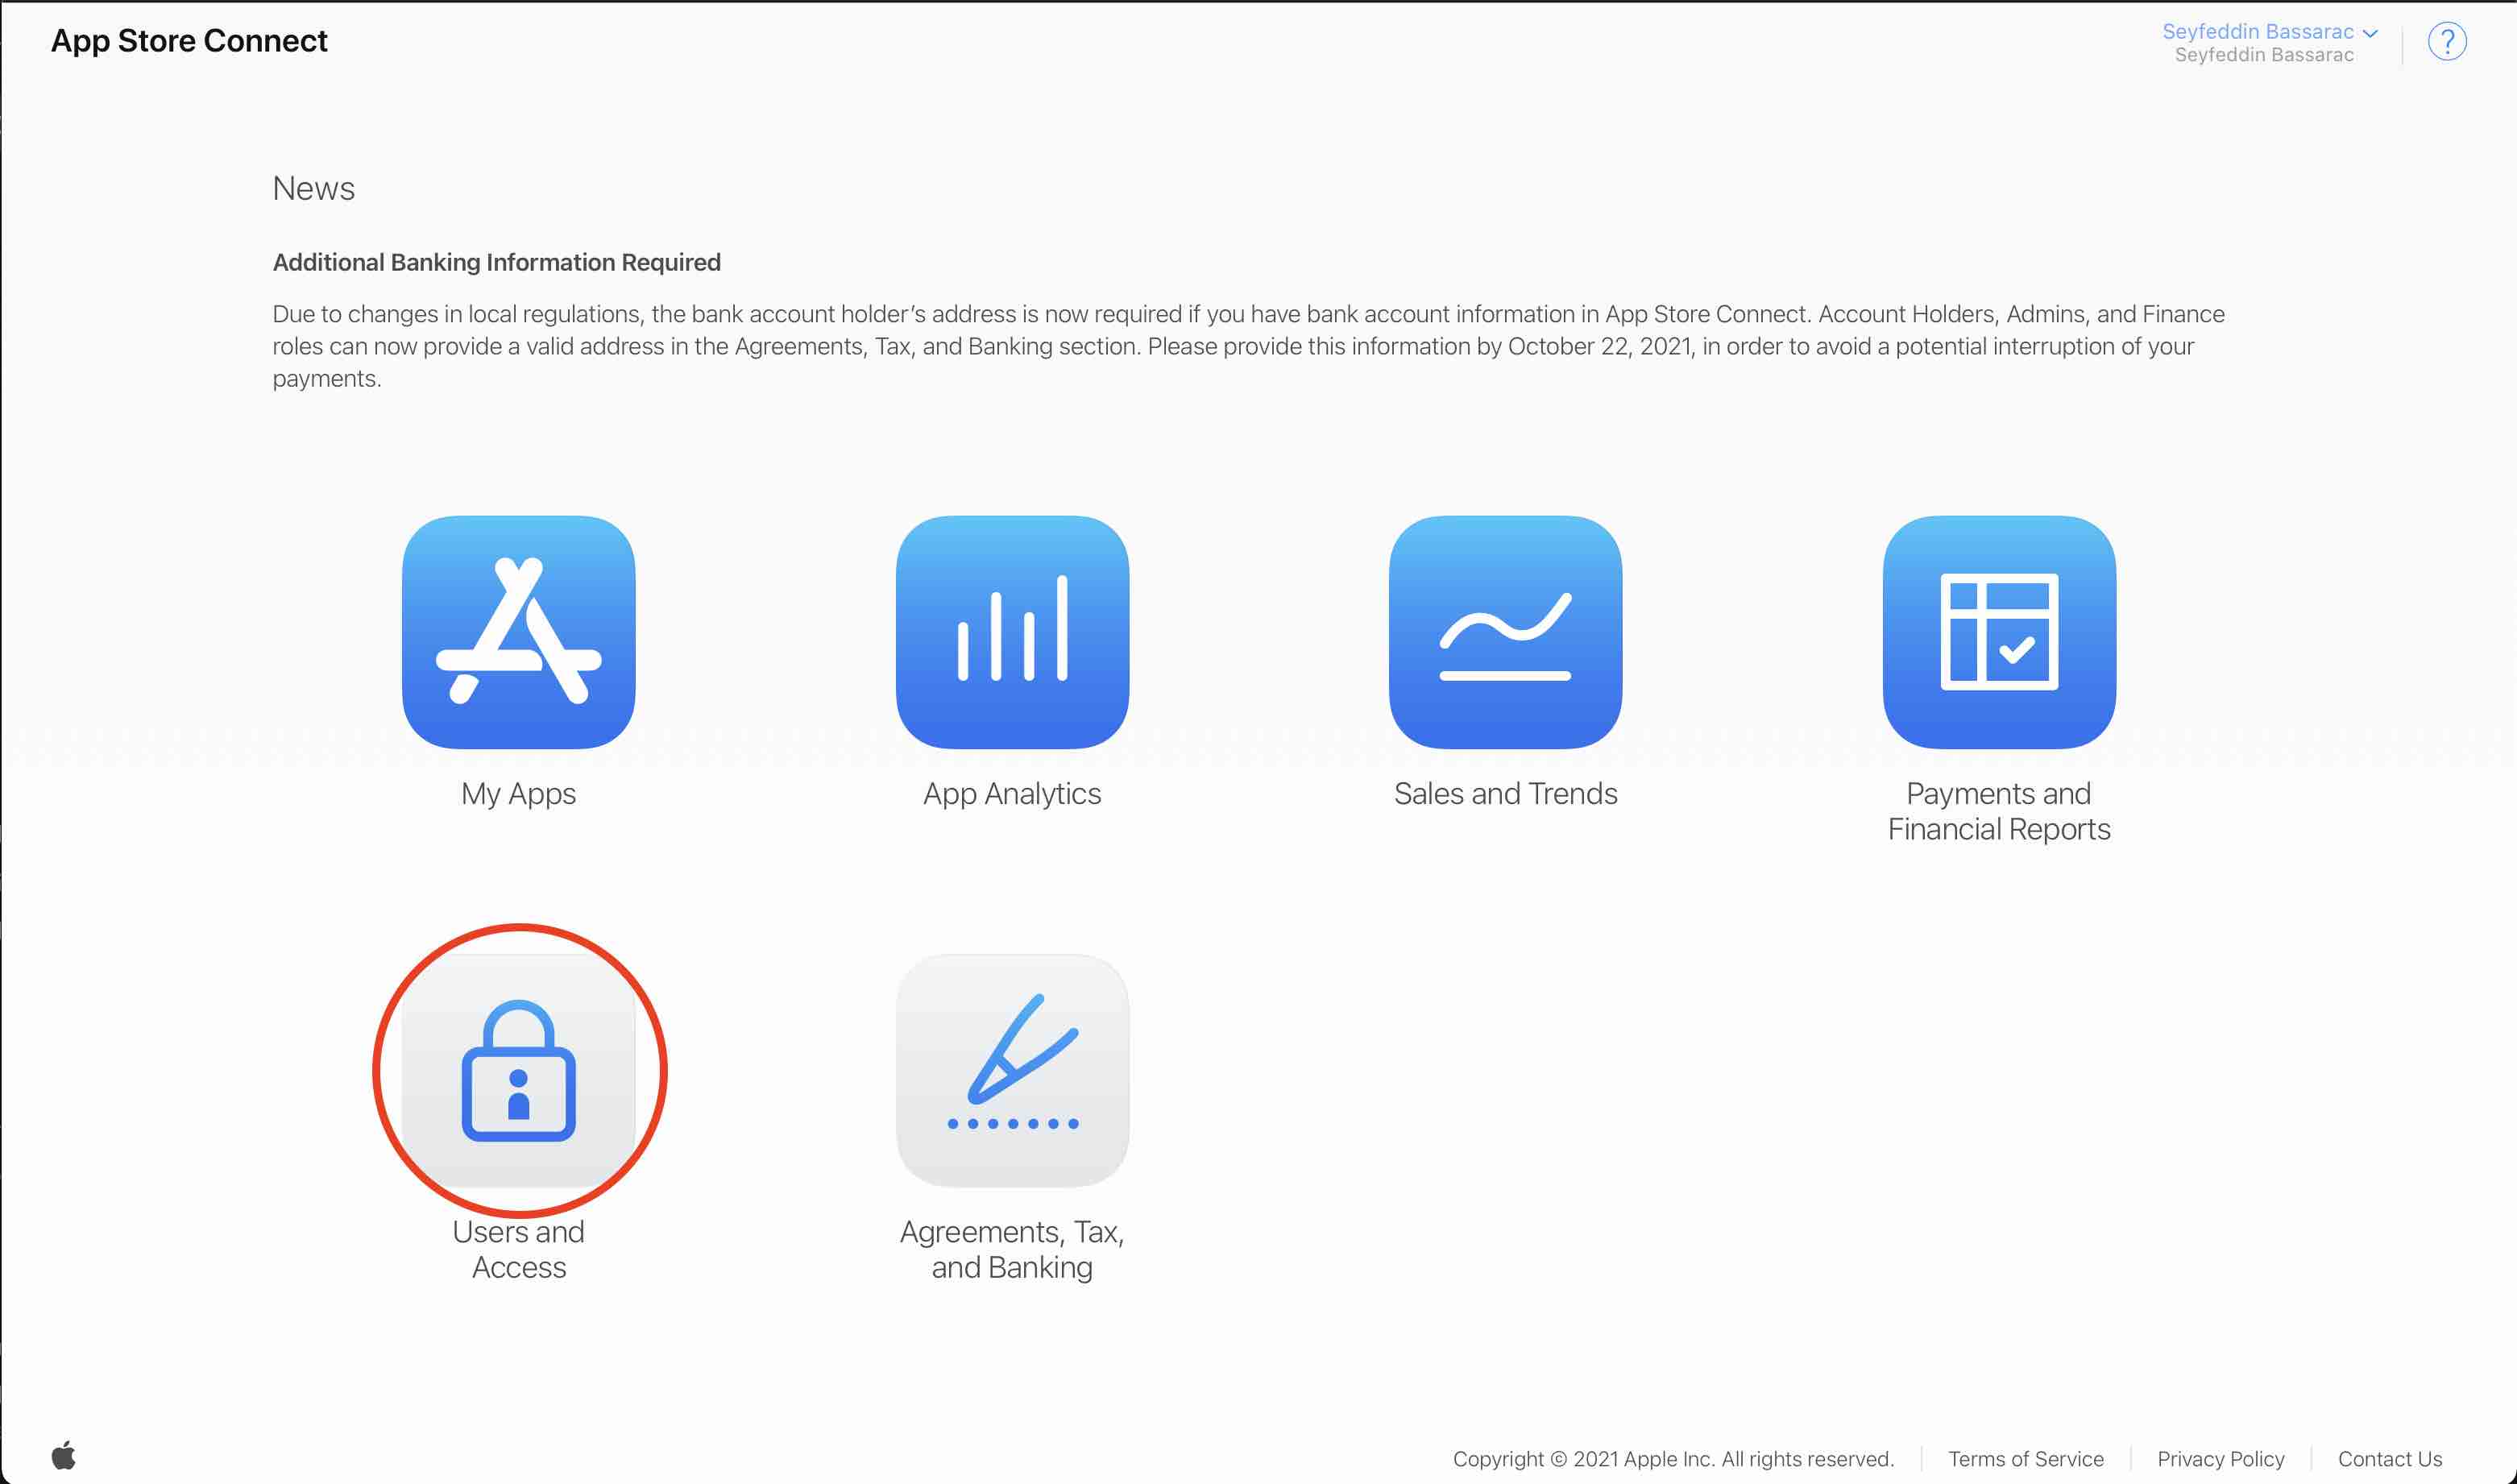 App Store Connect
Seyfeddin Bassarac
Seyfeddin Bassarac
?
News
Additional Banking Information Required
Due to changes in local regulations, the bank account holder’s address is now required if you have bank account information in App Store Connect. Account Holders, Admins, and Finance
roles can now provide a valid address in the Agreements, Tax, and Banking section. Please provide this information by October 22, 2021, in order to avoid a potential interruption of your
payments.
My Apps
App Analytics
Sales and Trends
Payments and
Financial Reports
Users and
Access
Agreements, Tax,
and Banking
Copyright © 2021 Apple Inc. All rights reserved.
Terms of Service
Privacy Policy
Contact Us